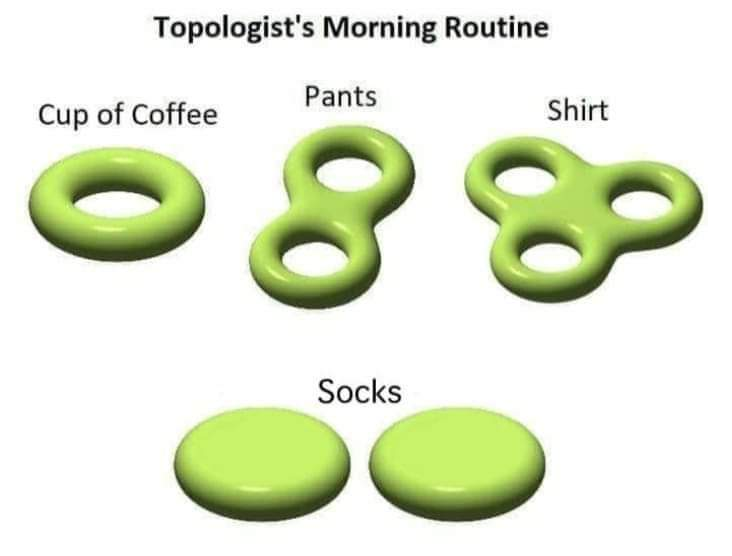 Topologist's Morning Routine
Cup of Coffee
Pants
Shirt
Socks